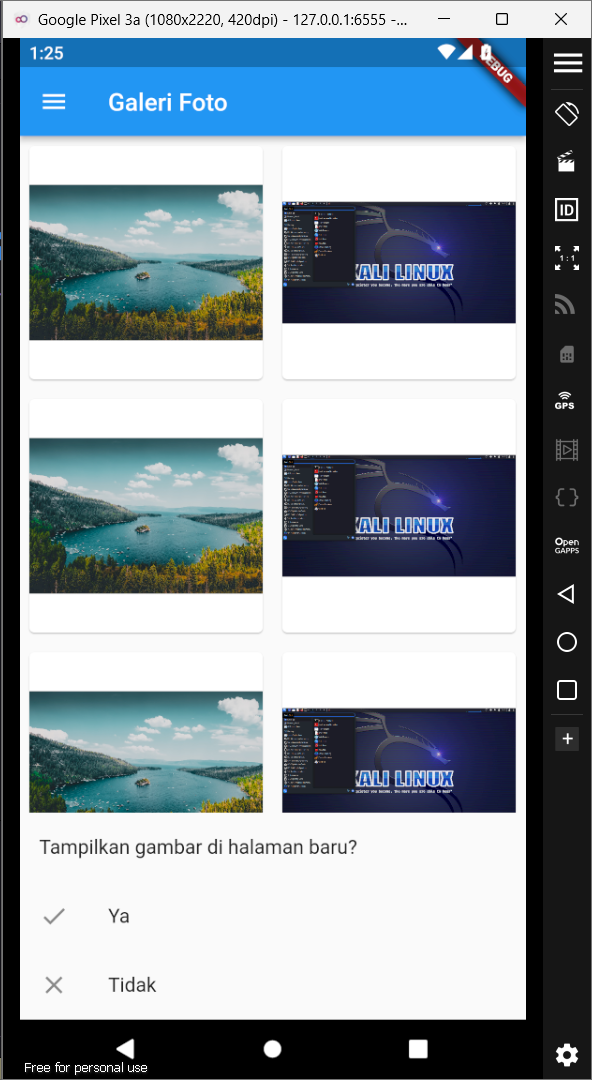 Google Pixel 3a (1080x2220, 420dpi) - 127.0.0.1:6555 -...
1:25
DEBUG
Galeri Foto
KALI LINUX
KALI LINUX
KALI LINUX
ID
1:1
GPS
Open
GAPPS
Tampilkan gambar di halaman baru?
Ya
Tidak
Free for personal use